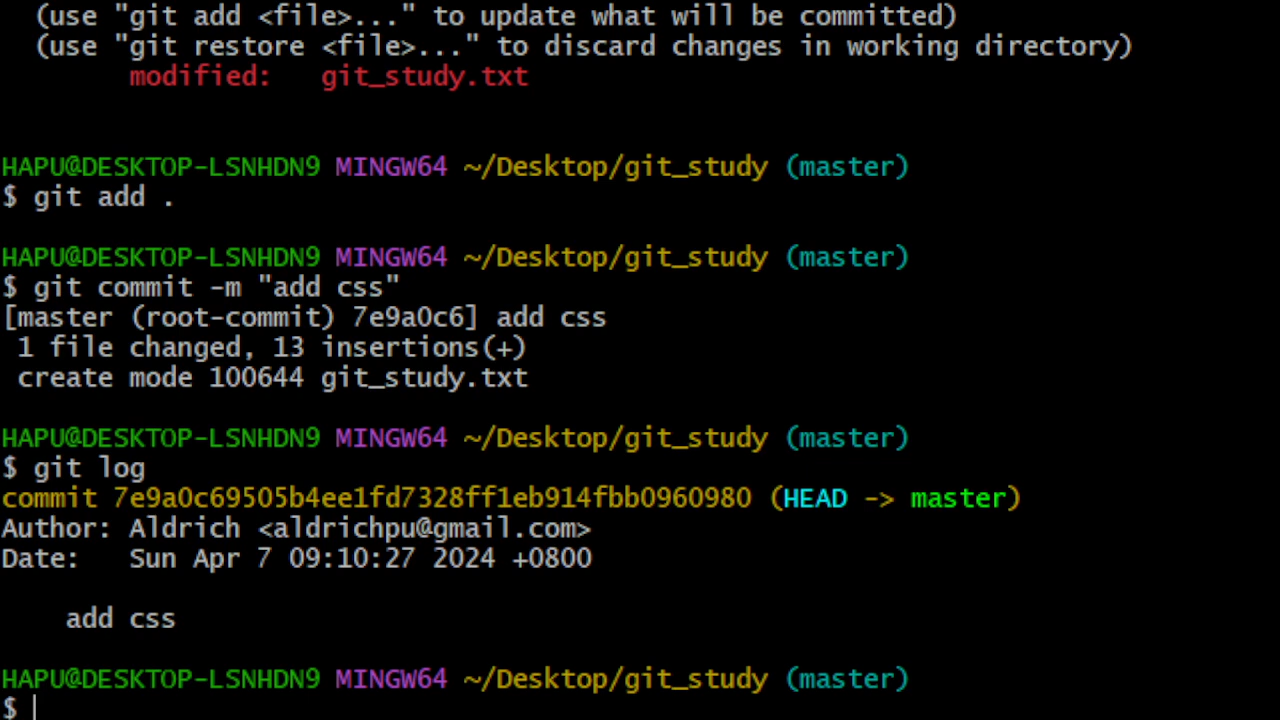 (use "git add <file>..." to update what will be committed)
(use "git restore <file>..." to discard changes in working directory)
modified: git_study.txt
HAPU@DESKTOP-LSNHDN9 MINGW64 ~/Desktop/git_study (master)
$ git add .
HAPU@DESKTOP-LSNHDN9 MINGW64 ~/Desktop/git_study (master)
$ git commit -m "add css"
[master (root-commit) 7e9a0c6] add css
1 file changed, 13 insertions(+)
create mode 100644 git_study.txt
HAPU@DESKTOP-LSNHDN9 MINGW64 ~/Desktop/git_study (master)
$ git log
commit 7e9a0c69505b4ee1fd7328ff1eb914fbb0960980 (HEAD -> master)
Author: Aldrich <aldrichpu@gmail.com>
Date: Sun Apr 7 09:10:27 2024 +0800
add css
HAPU@DESKTOP-LSNHDN9 MINGW64 ~/Desktop/git_study (master)
$